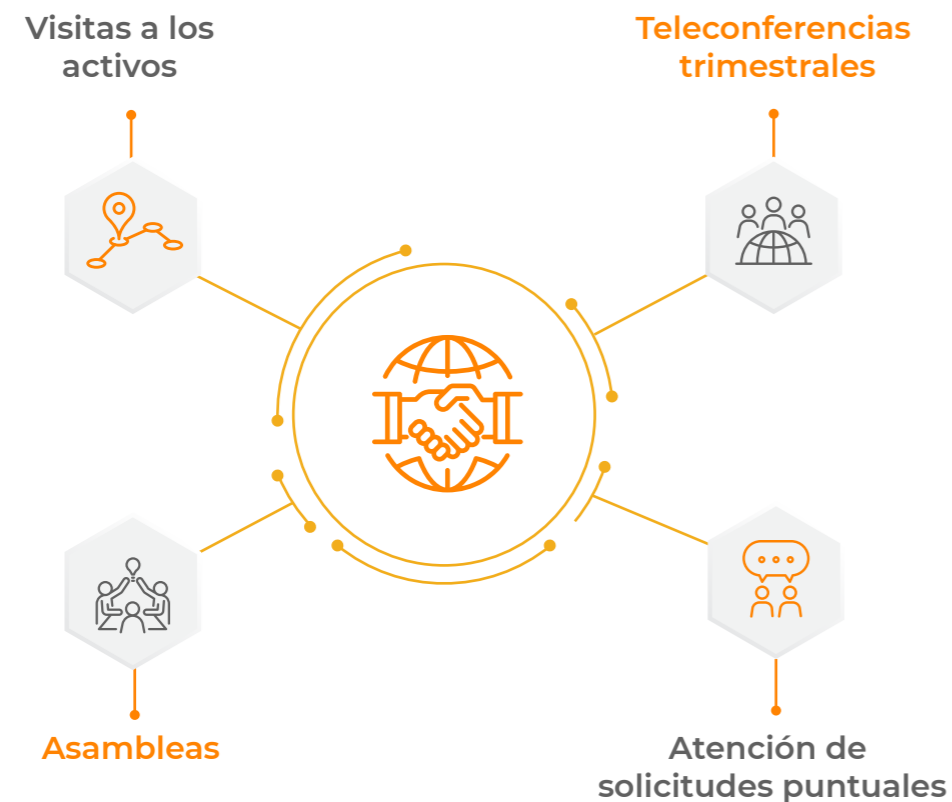 Visitas a los
activos
Teleconferencias
trimestrales
Asambleas
Atención de
solicitudes puntuales